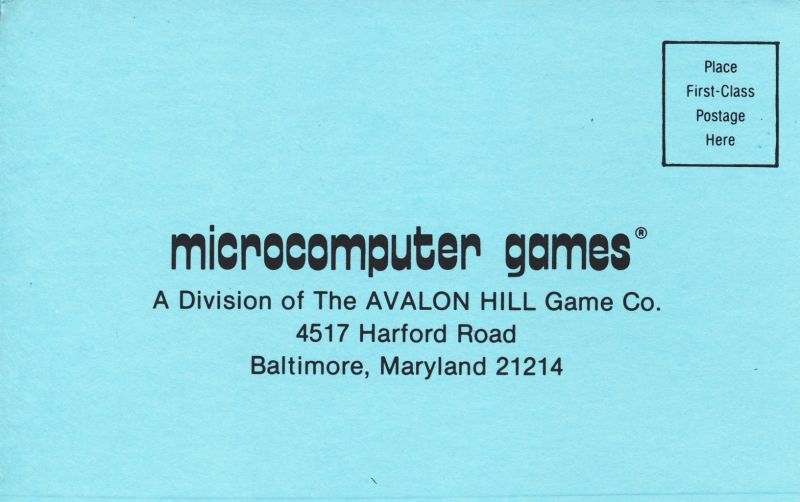 Place
First-Class
Postage
Here
microcomputer games®
A Division of The AVALON HILL Game Co.
4517 Harford Road
Baltimore, Maryland 21214